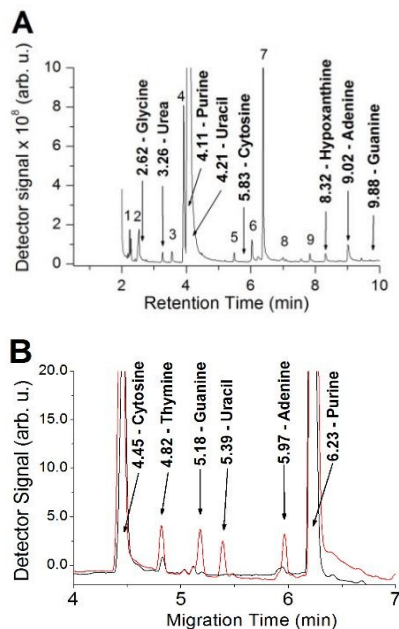 A
Detector signal x 10⁸ (arb. u.)
10
8
6
4
2
0
1
2
2.62 - Glycine
3.26 - Urea
3
4
4.11 - Purine
4.21 - Uracil
5
5.83 - Cytosine
6
7
8
9
8.32 - Hypoxanthine
9.02 - Adenine
9.88 - Guanine
2 4 6 8 10
Retention Time (min)
B
Detector Signal (arb. u.)
20.0
15.0
10.0
5.0
0.0
4.45 - Cytosine
4.82 - Thymine
5.18 - Guanine
5.39 - Uracil
5.97 - Adenine
6.23 - Purine
4 5 6 7
Migration Time (min)